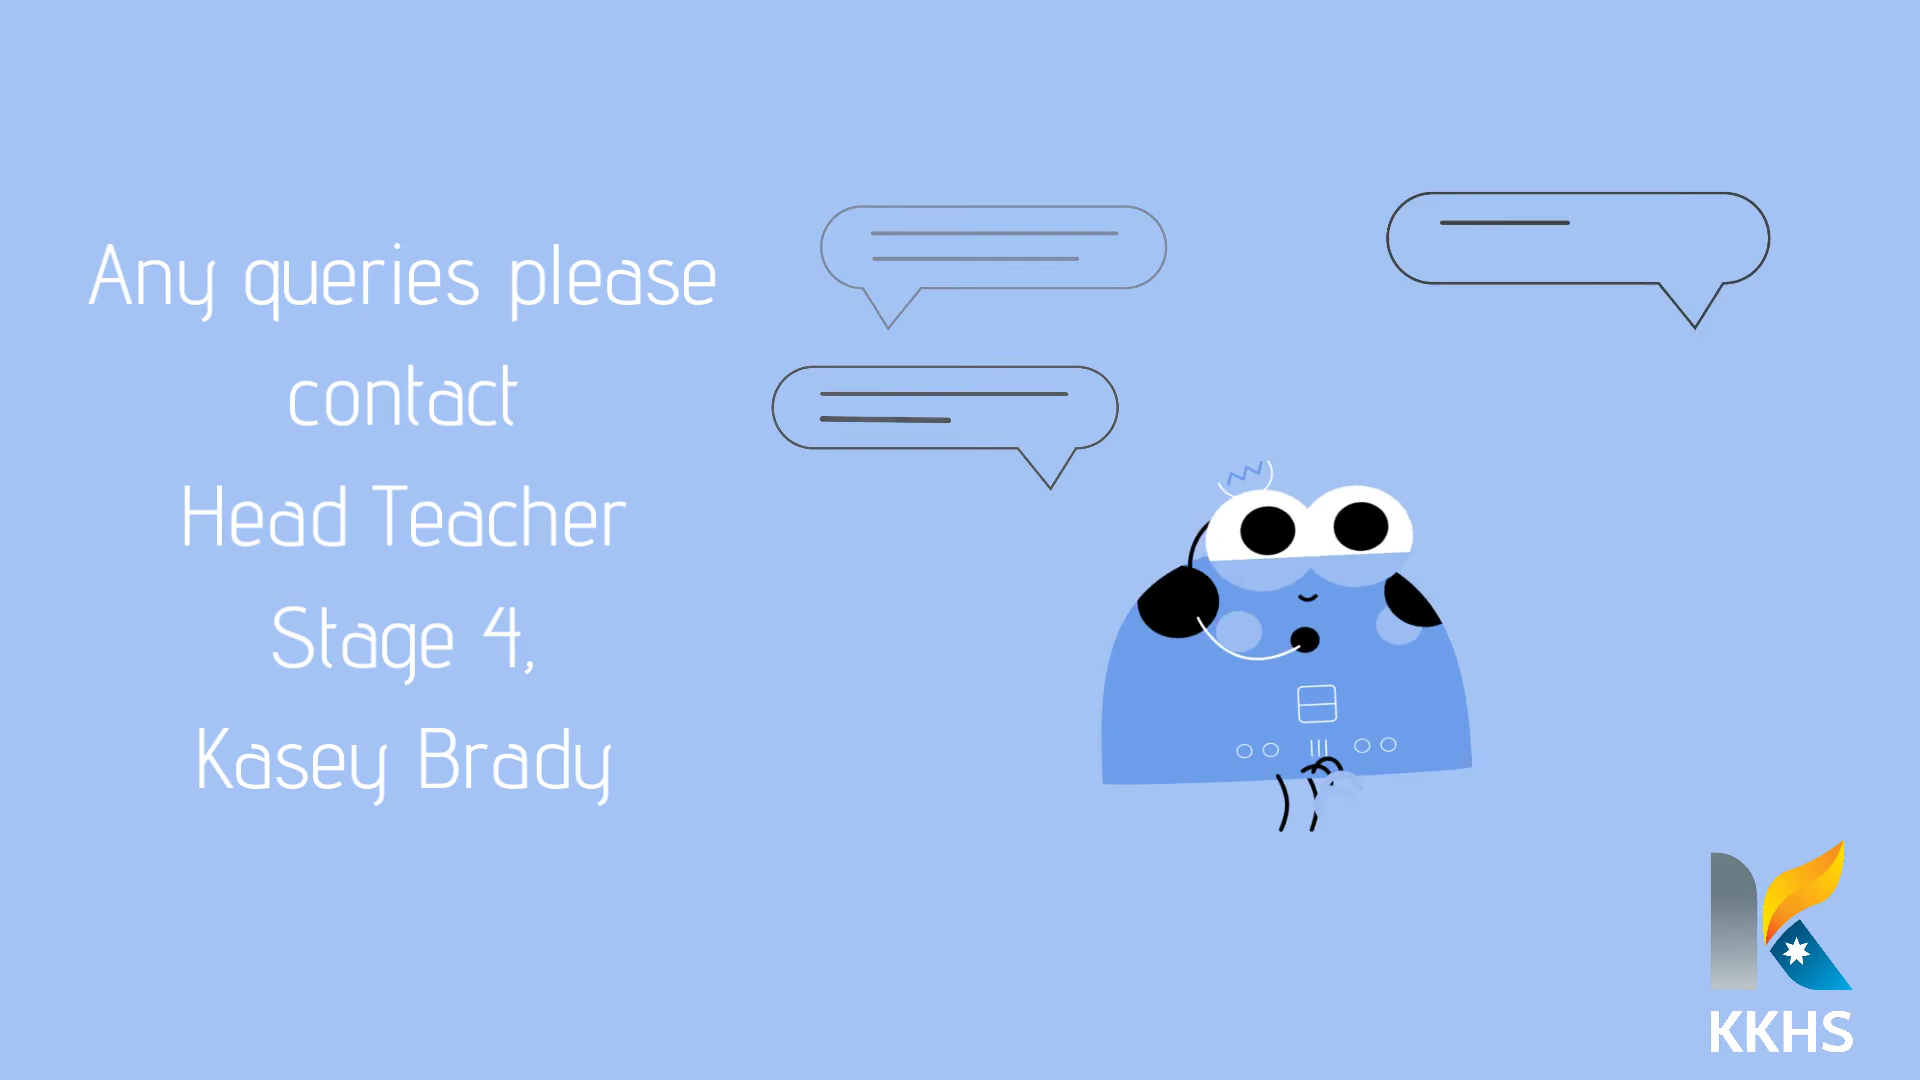 Any queries please
contact
Head Teacher
Stage 4,
Kasey Brady
KKHS